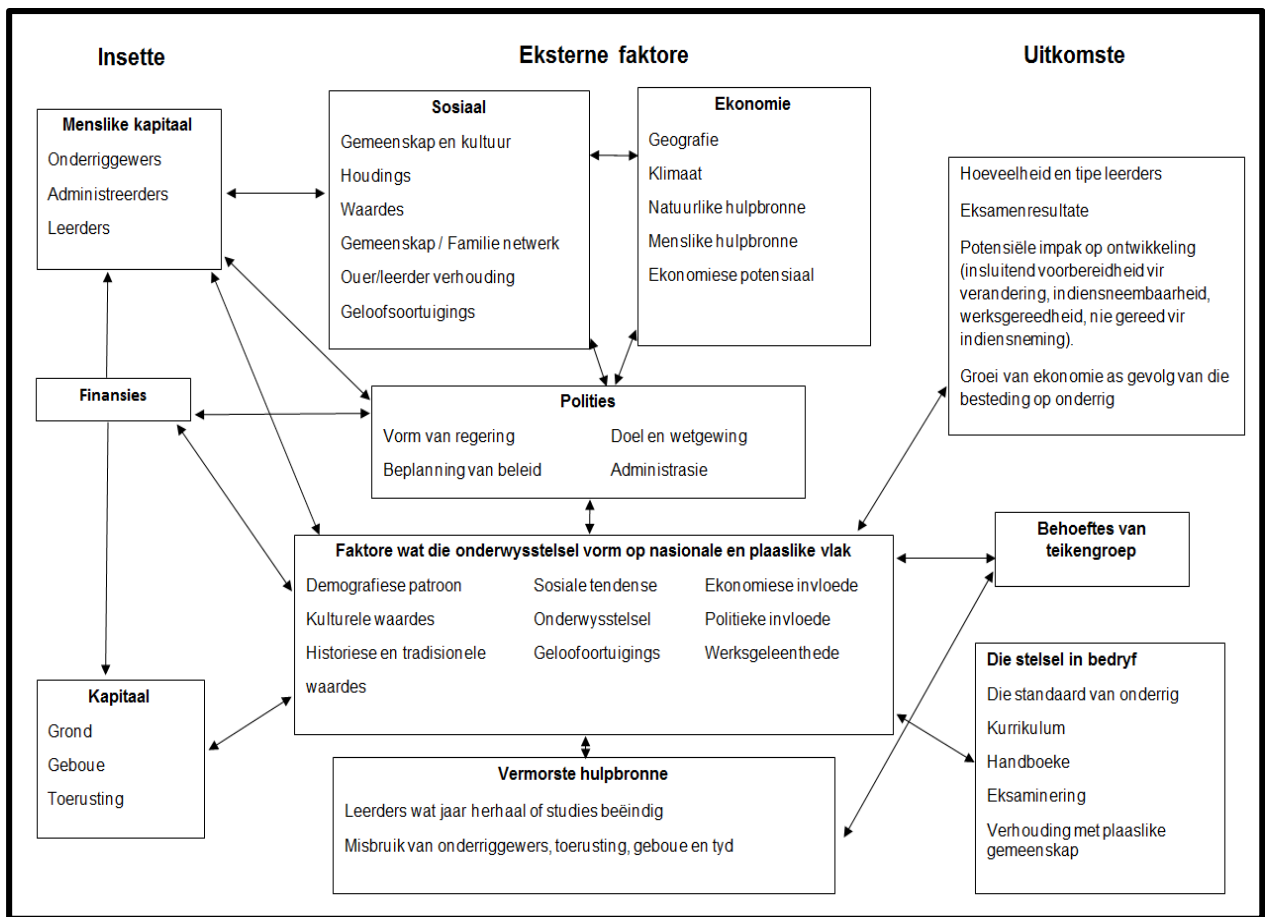 Insette
Eksterne faktore
Uitkomste
Menslike kapitaal
Onderriggewers
Administreerders
Leerders
Sosiaal
Gemeenskap en kultuur
Houdings
Waardes
Gemeenskap / Familie netwerk
Ouer/leerder verhouding
Geloofsoortuigings
Ekonomie
Geografie
Klimaat
Natuurlike hulpbronne
Menslike hulpbronne
Ekonomiese potensiaal
Hoeveelheid en tipe leerders
Eksamenresultate
Potensiële impak op ontwikkeling
(insluitend voorbereidheid vir
verandering, indiensneembaarheid,
werksgereedheid, nie gereed vir
indiensneming).
Groei van ekonomie as gevolg van die
besteding op onderrig
Finansies
Polities
Vorm van regering
Doel en wetgewing
Beplanning van beleid
Administrasie
Faktore wat die onderwysstelsel vorm op nasionale en plaaslike vlak
Demografiese patroon
Sosiale tendense
Ekonomiese invloede
Kulturele waardes
Onderwysstelsel
Politieke invloede
Historiese en tradisionele
Geloofoortuigings
Werksgeleenthede
waardes
Behoeftes van
teikengroep
Kapitaal
Grond
Geboue
Toerusting
Die stelsel in bedryf
Die standaard van onderrig
Kurrikulum
Handboeke
Eksaminering
Verhouding met plaaslike
gemeenskap
Vermorste hulpbronne
Leerders wat jaar herhaal of studies beëindig
Misbruik van onderriggewers, toerusting, geboue en tyd